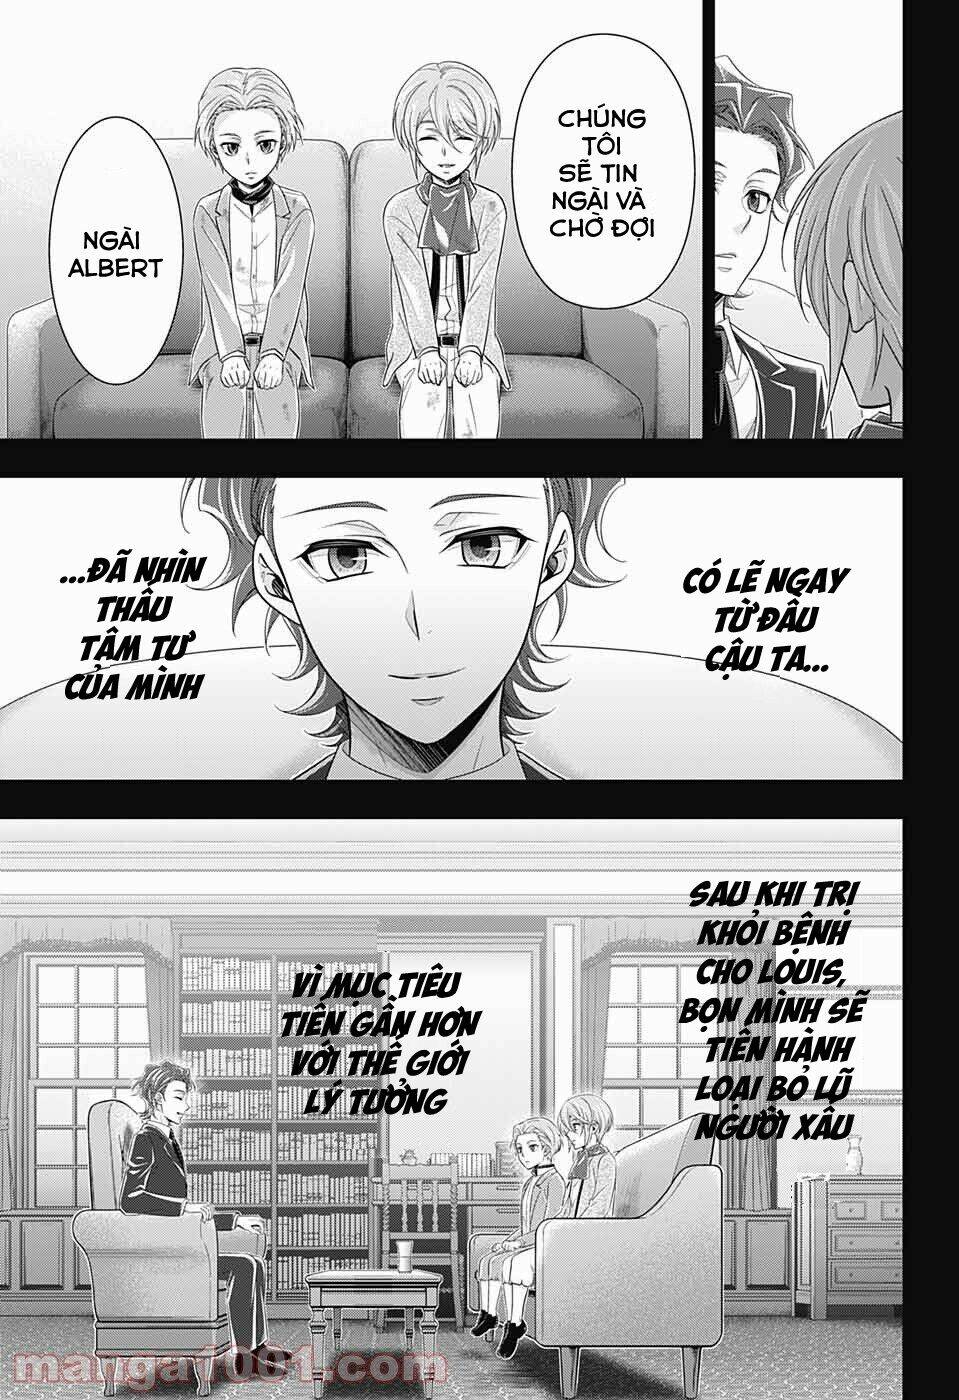 CHÚNG
TÔI
SẼ TIN
NGÀI VÀ
CHỜ ĐỢI
NGÀI
ALBERT
CÓ LẼ NGAY
TỪ ĐẦU
CẬU TA...
...ĐÃ NHÌN
THẤU
TÂM TƯ
CỦA MÌNH
SAU KHI TRỊ
KHỎI BỆNH
CHO LOUIS,
BỌN MÌNH SẼ
TIẾN HÀNH
LOẠI BỎ LŨ
NGƯỜI XẤU
VÌ MỤC TIÊU
TIẾN GẦN HƠN
VỚI THẾ GIỚI
LÝ TƯỞNG
manga1001.com